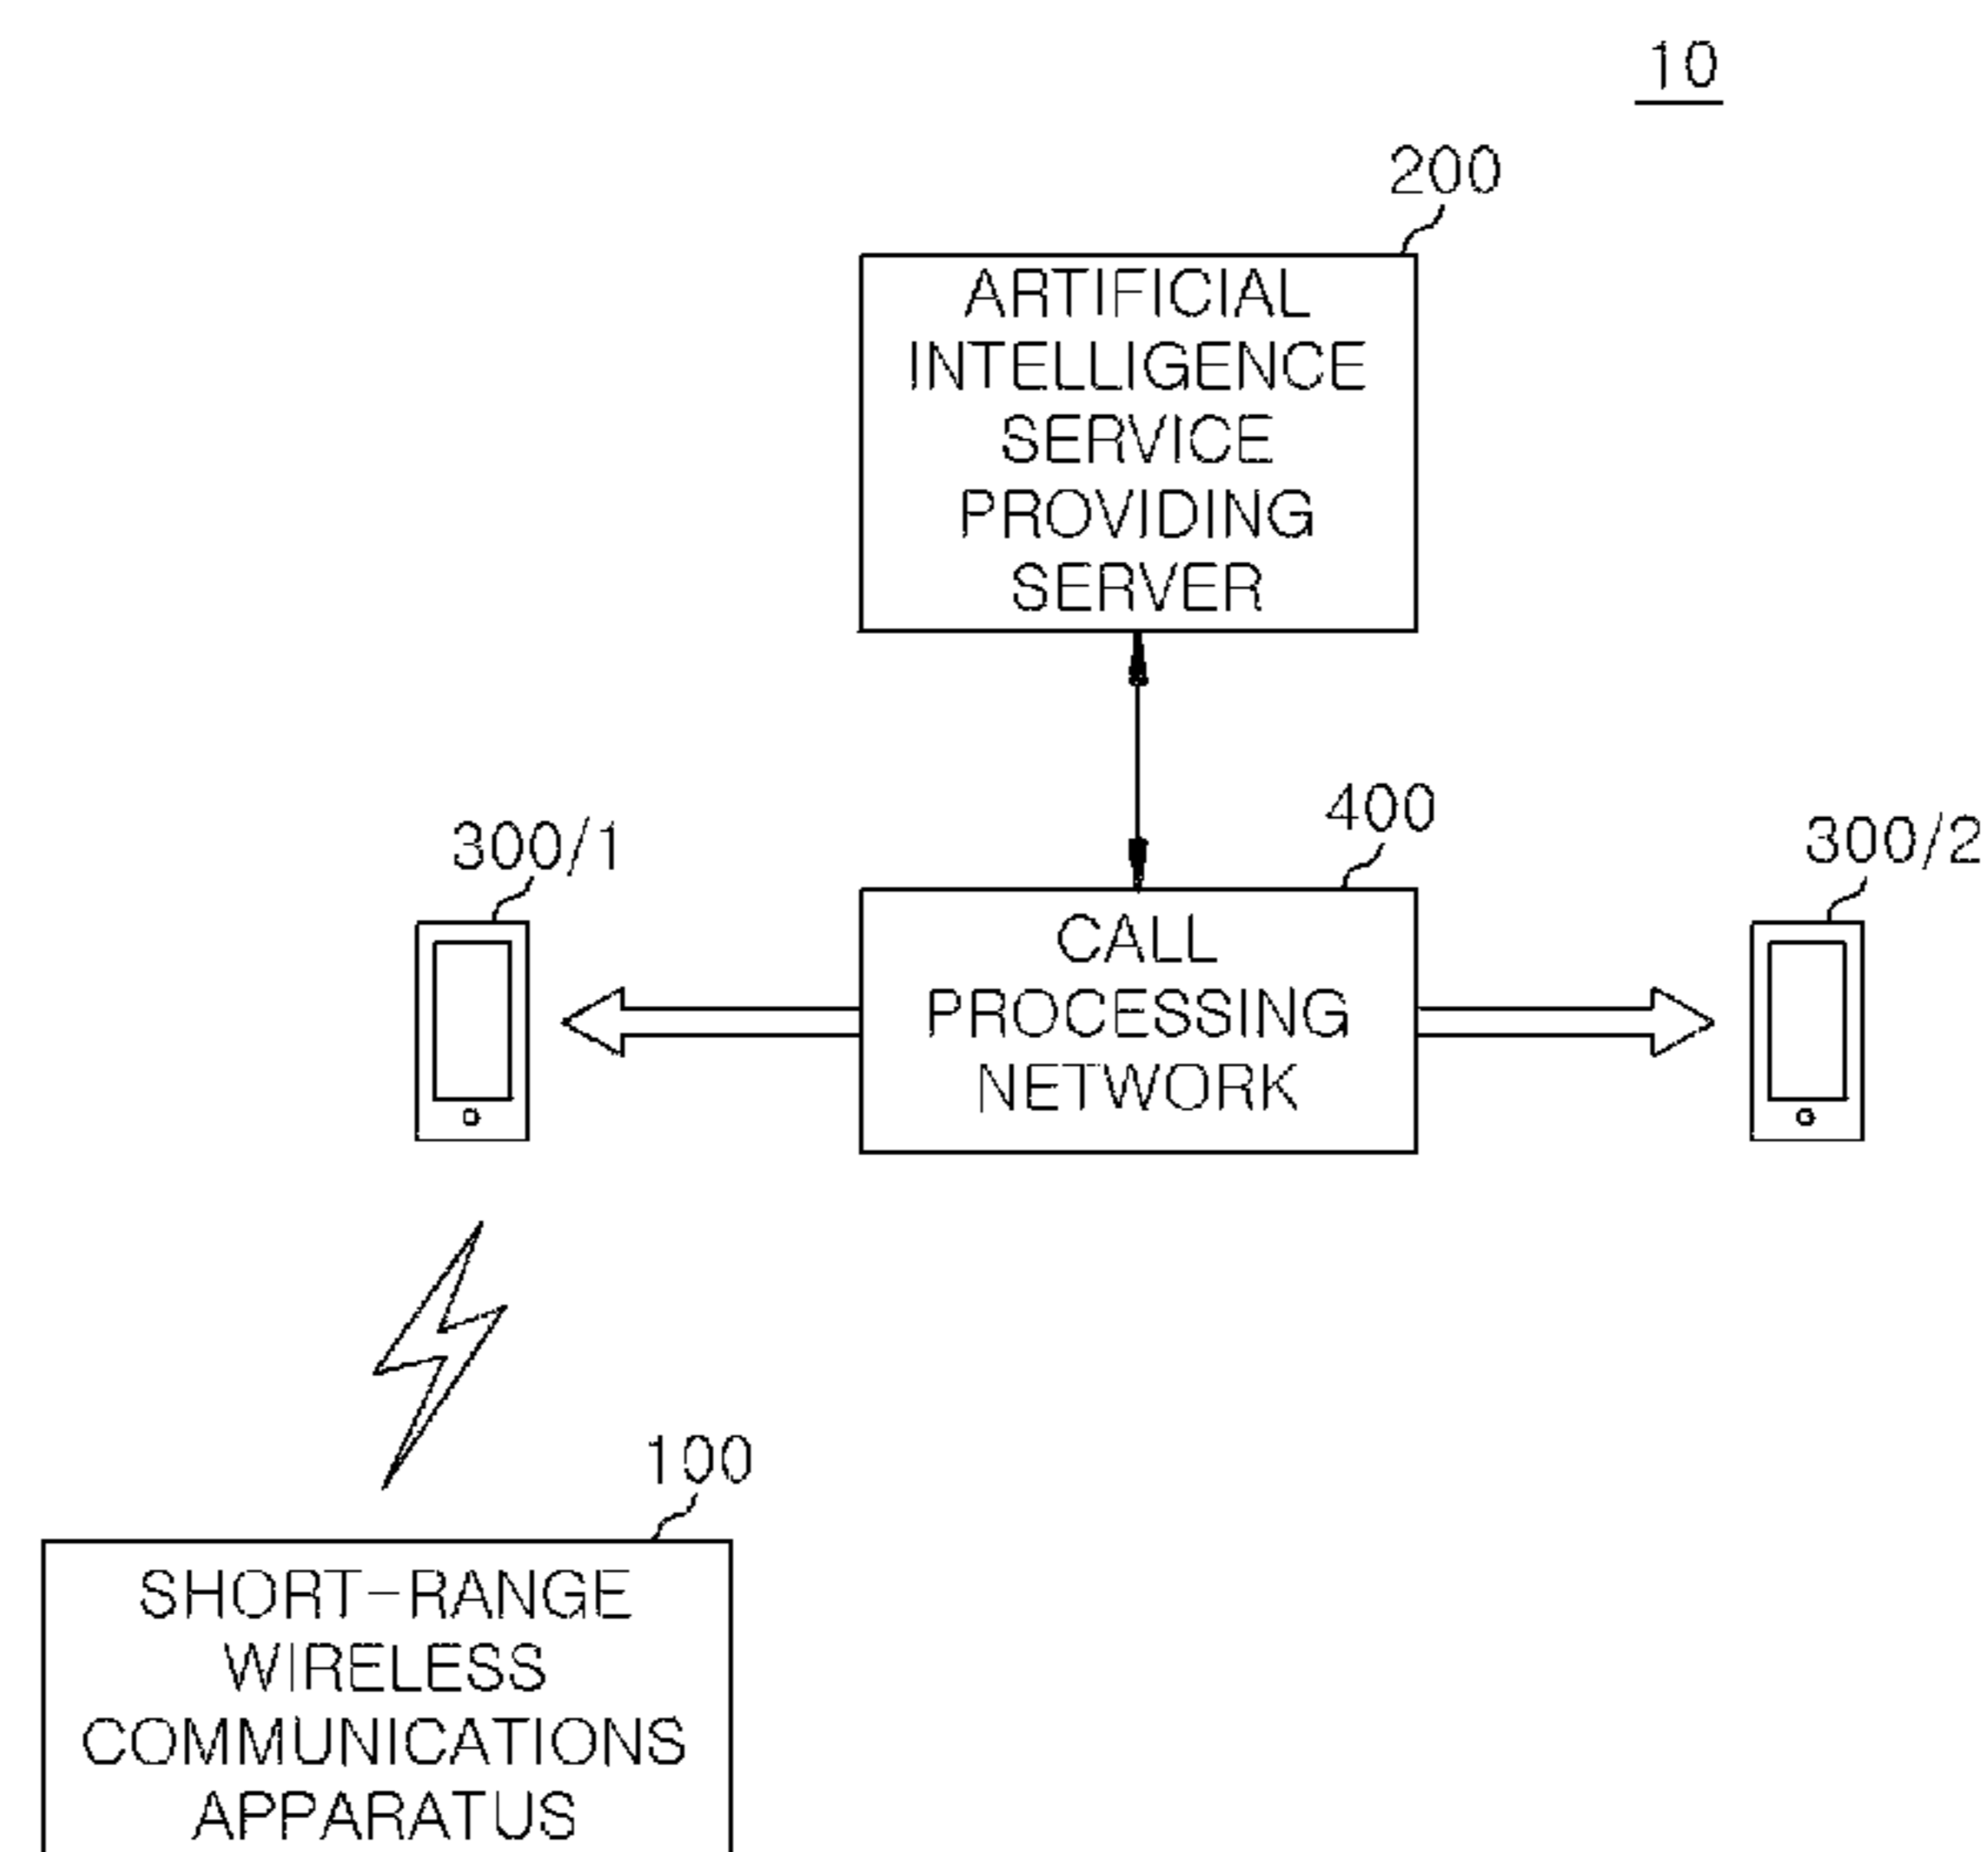 10
200
ARTIFICIAL
INTELLIGENCE
SERVICE
PROVIDING
SERVER
400
300/1
300/2
CALL
PROCESSING
NETWORK
100
SHORT-RANGE
WIRELESS
COMMUNICATIONS
APPARATUS